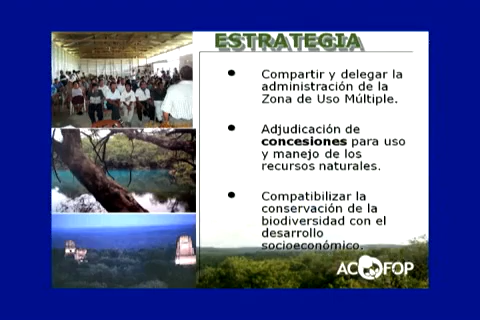 ESTRATEGIA
• Compartir y delegar la
administración de la
Zona de Uso Múltiple.
• Adjudicación de
concesiones para uso
y manejo de los
recursos naturales.
• Compatibilizar la
conservación de la
biodiversidad con el
desarrollo
socioeconómico.
ACOFOP